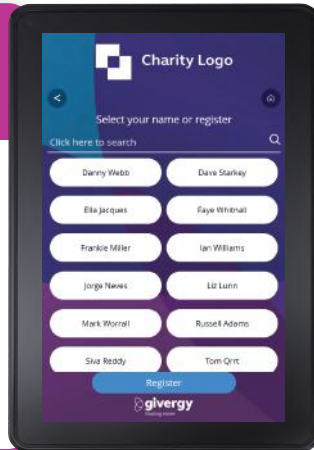 Charity Logo
<
Select your name or register
Click here to search
Danny Webb
Dave Starkey
Ella Jacques
Faye Whitnall
Frankie Miller
Ian Williams
Jorge Neves
Liz Lunn
Mark Worrall
Russell Adams
Siva Reddy
Tom Orrt
Register
givergy